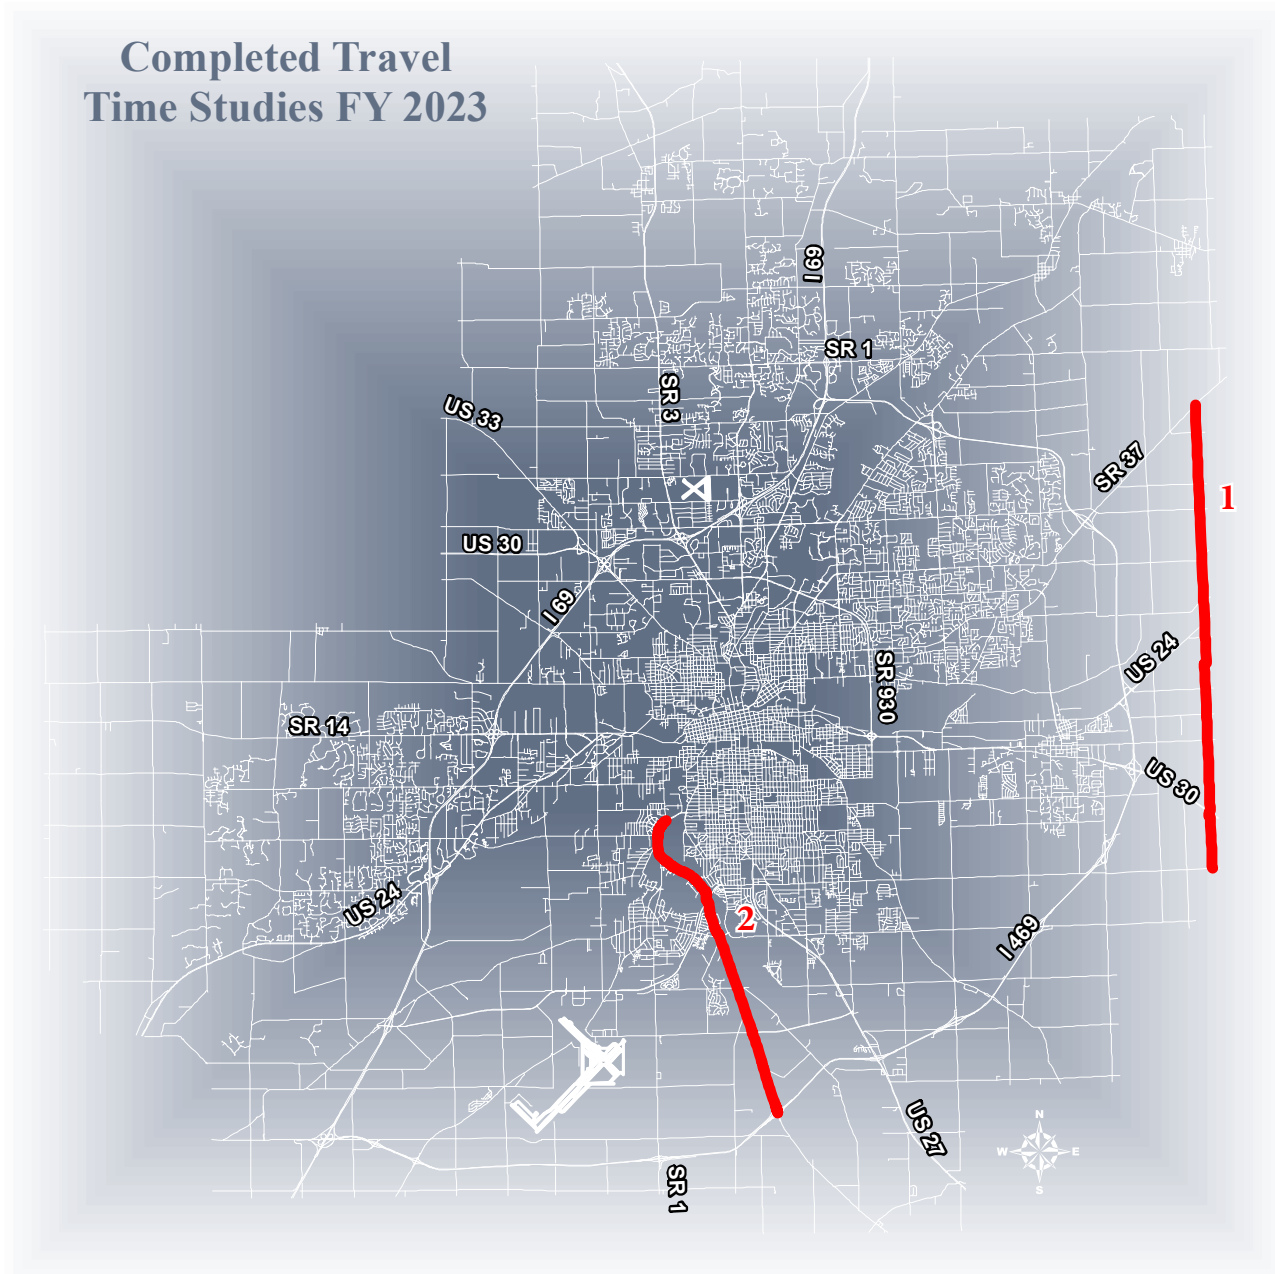 Completed Travel
Time Studies FY 2023
I 69
SR 1
SR 3
US 33
SR 37
1
US 30
I 69
US 24
SR 930
SR 14
US 30
US 24
2
I 469
US 27
N
W E
S
SR 1